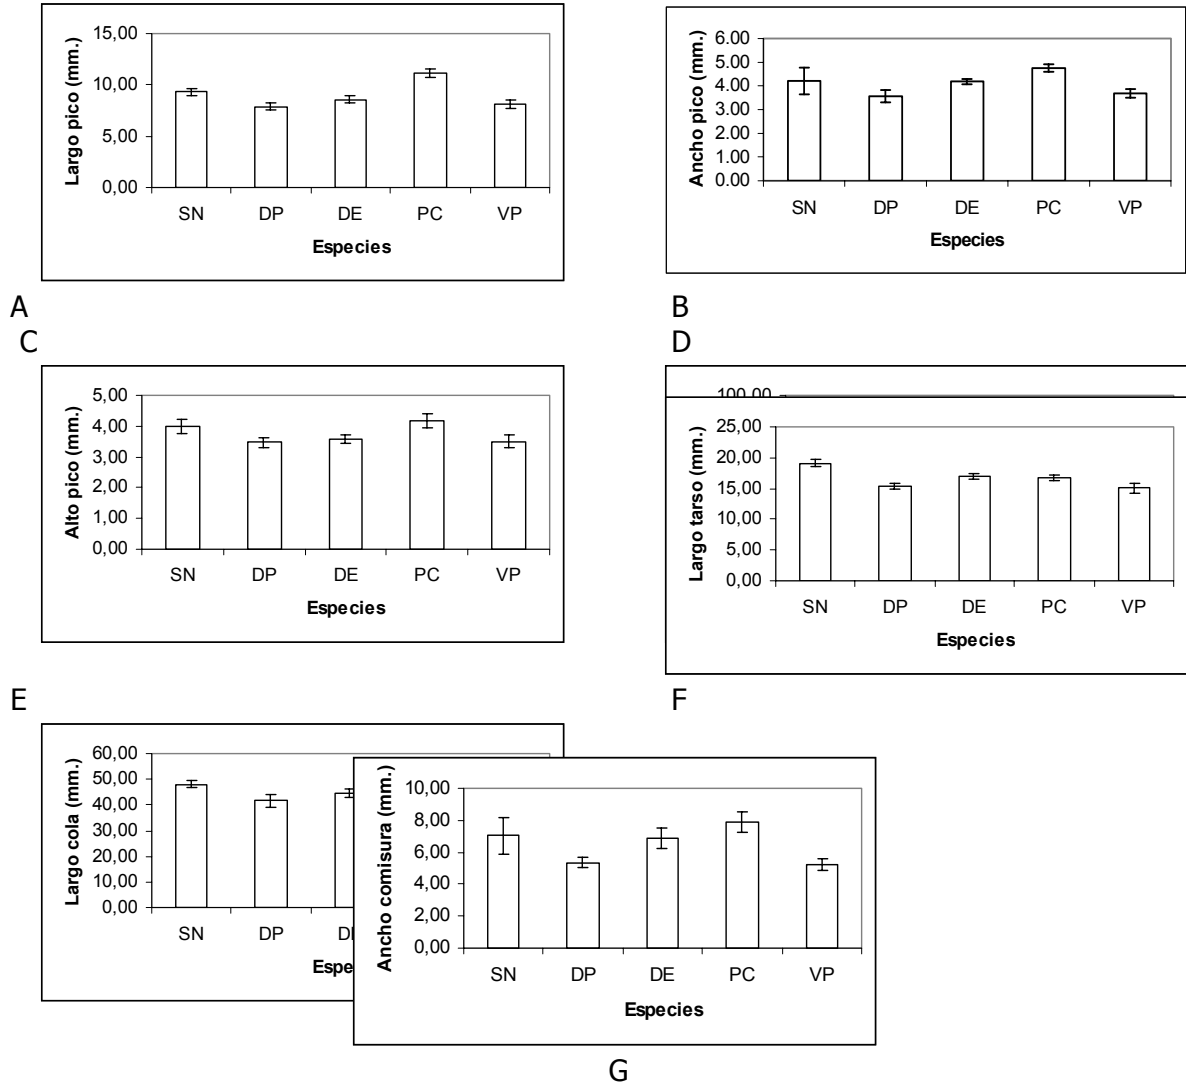 15,00
10,00
5,00
0,00
Largo pico (mm.)
SN DP DE PC VP
Especies
6.00
5.00
4.00
3.00
2.00
1.00
0.00
Ancho pico (mm.)
SN DP DE PC VP
Especies
A
B
C
D
5,00
4,00
3,00
2,00
1,00
0,00
Alto pico (mm.)
SN DP DE PC VP
Especies
100,00
25,00
20,00
15,00
10,00
5,00
0,00
Largo tarso (mm.)
SN DP DE PC VP
Especies
E
F
60,00
50,00
40,00
30,00
20,00
10,00
0,00
Largo cola (mm.)
SN DP
10,00
8,00
6,00
4,00
2,00
0,00
Ancho comisura (mm.)
SN DP DE PC VP
Especies
G